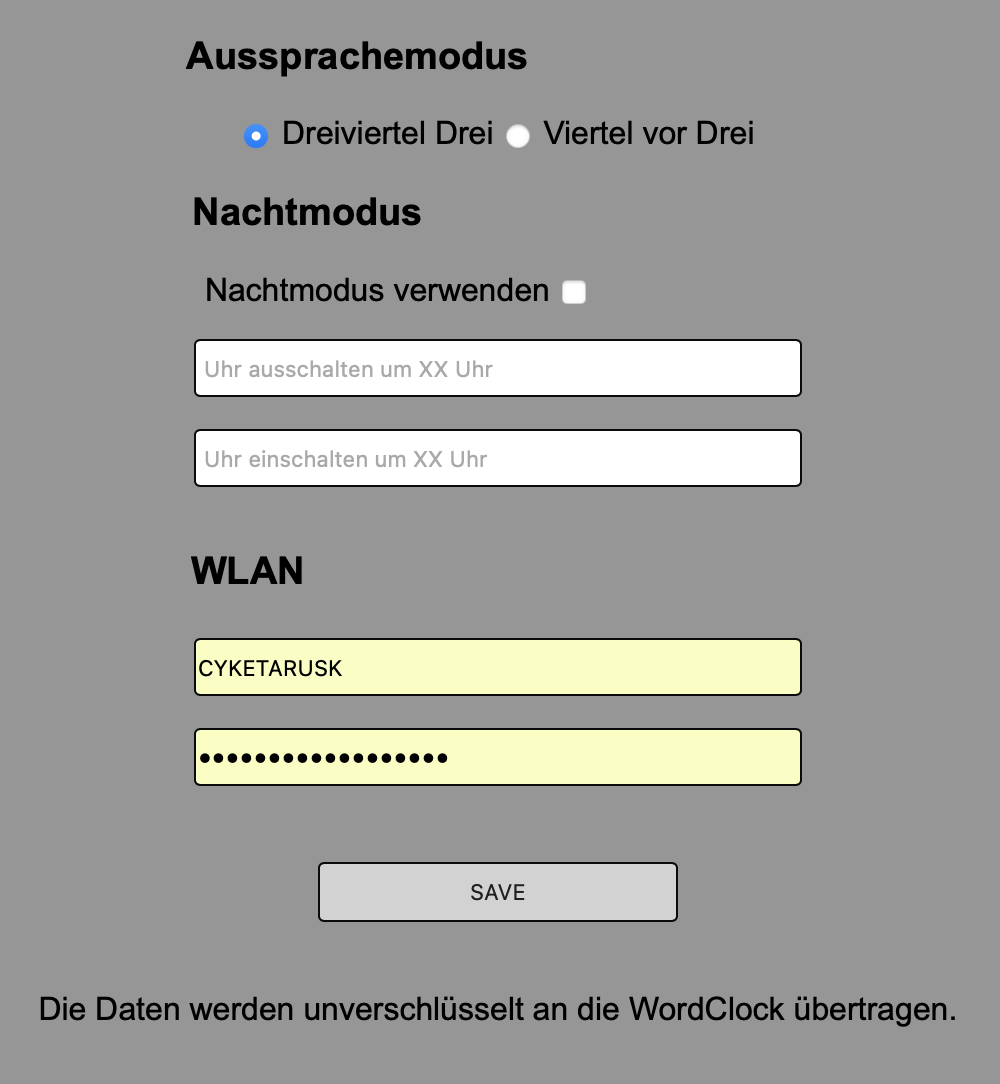 Aussprachemodus
Dreiviertel Drei Viertel vor Drei
Nachtmodus
Nachtmodus verwenden
Uhr ausschalten um XX Uhr
Uhr einschalten um XX Uhr
WLAN
CYKETARUSK
••••••••••••••••••
SAVE
Die Daten werden unverschlüsselt an die WordClock übertragen.